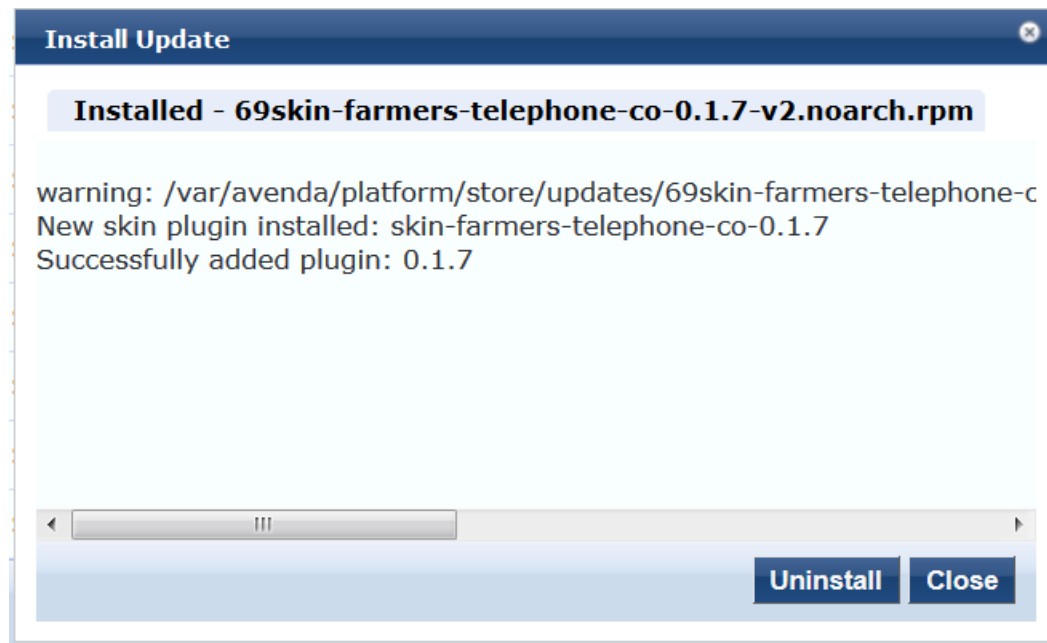 Install Update
Installed - 69skin-farmers-telephone-co-0.1.7-v2.noarch.rpm
warning: /var/avenda/platform/store/updates/69skin-farmers-telephone-c
New skin plugin installed: skin-farmers-telephone-co-0.1.7
Successfully added plugin: 0.1.7
Uninstall Close